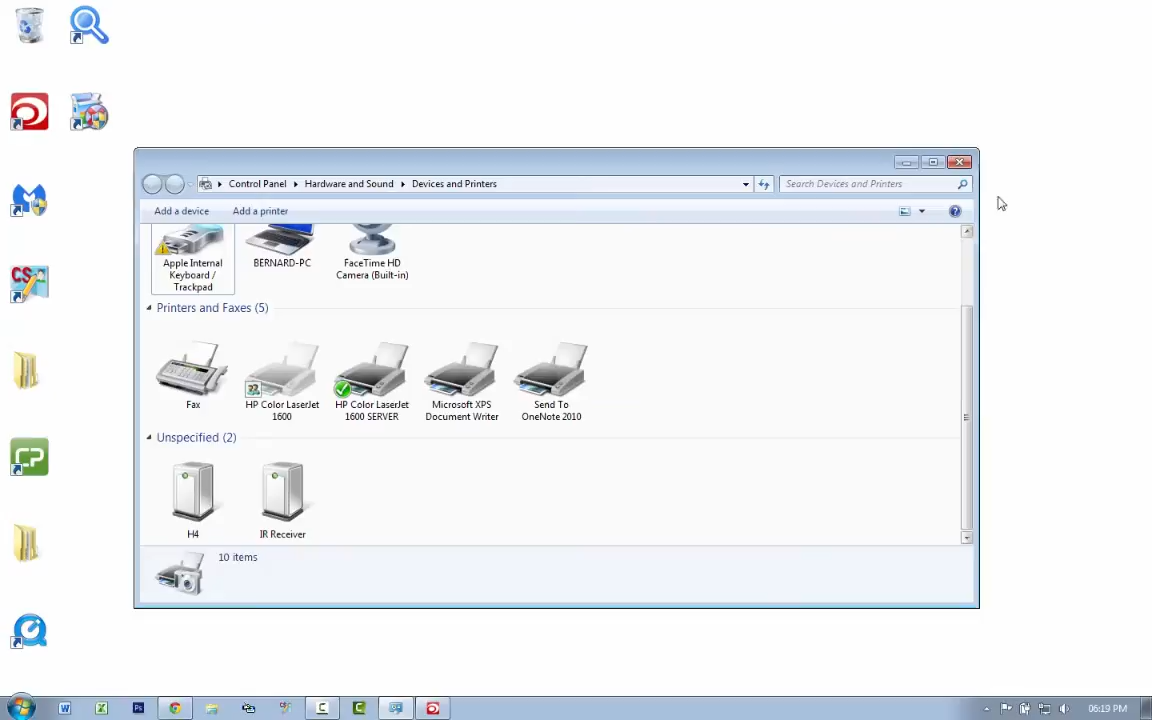 Control Panel Hardware and Sound Devices and Printers Search Devices and Printers
Add a device Add a printer
Apple Internal
Keyboard /
Trackpad
BERNARD-PC
FaceTime HD
Camera (Built-in)
Printers and Faxes (5)
Fax
HP Color LaserJet
1600
HP Color LaserJet
1600 SERVER
Microsoft XPS
Document Writer
Send To
OneNote 2010
Unspecified (2)
H4
IR Receiver
10 items
CS
CP
Ps
06:19 PM